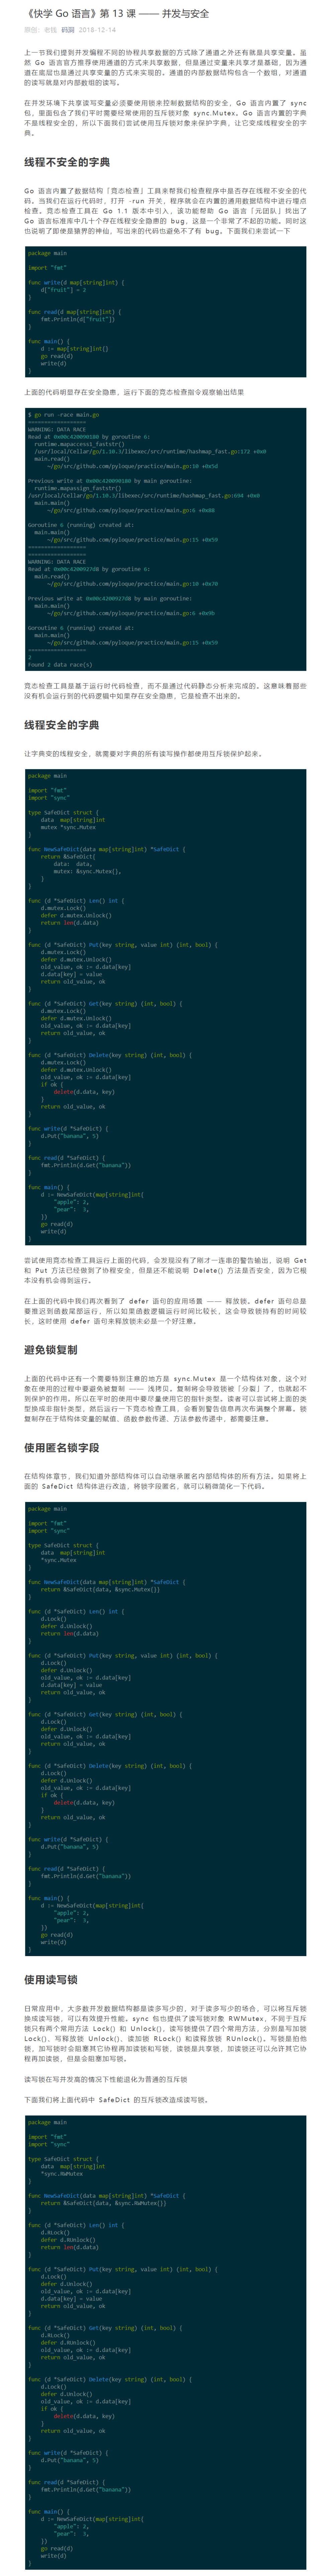 《快学 Go 语言》第 13 课 —— 并发与安全
原创： 老钱 码洞 2018-12-14
上一节我们提到并发编程不同的协程共享数据的方式除了通道之外还有就是共享变量。虽
然 Go 语言官方推荐使用通道的方式来共享数据，但是通过变量来共享才是基础，因为通
道在底层也是通过共享变量的方式来实现的。通道的内部数据结构包含一个数组，对通道
的读写就是对内部数组的读写。
在并发环境下共享读写变量必须要使用锁来控制数据结构的安全，Go 语言内置了 sync
包，里面包含了我们平时需要经常使用的互斥锁对象 sync.Mutex。Go 语言内置的字典
不是线程安全的，所以下面我们尝试使用互斥锁对象来保护字典，让它变成线程安全的字
典。
线程不安全的字典
Go 语言内置了数据结构「竞态检查」工具来帮我们检查程序中是否存在线程不安全的代
码。当我们在运行代码时，打开 -run 开关，程序就会在内置的通用数据结构中进行埋点
检查。竞态检查工具在 Go 1.1 版本中引入，该功能帮助 Go 语言「元团队」找出了
Go 语言标准库中几十个存在线程安全隐患的 bug，这是一个非常了不起的功能。同时这
也说明了即使是猿界的神仙，写出来的代码也避免不了有 bug。下面我们来尝试一下
package main
import "fmt"
func write(d map[string]int) {
d["fruit"] = 2
}
func read(d map[string]int) {
fmt.Println(d["fruit"])
}
func main() {
d := map[string]int{}
go read(d)
write(d)
}
上面的代码明显存在安全隐患，运行下面的竞态检查指令观察输出结果
$ go run -race main.go
==================
WARNING: DATA RACE
Read at 0x00c420090180 by goroutine 6:
runtime.mapaccess1_faststr()
/usr/local/Cellar/go/1.10.3/libexec/src/runtime/hashmap_fast.go:172 +0x0
main.read()
~/go/src/github.com/pyloque/practice/main.go:10 +0x5d
Previous write at 0x00c420090180 by main goroutine:
runtime.mapassign_faststr()
/usr/local/Cellar/go/1.10.3/libexec/src/runtime/hashmap_fast.go:694 +0x0
main.main()
~/go/src/github.com/pyloque/practice/main.go:6 +0x88
Goroutine 6 (running) created at:
main.main()
~/go/src/github.com/pyloque/practice/main.go:15 +0x59
==================
==================
WARNING: DATA RACE
Read at 0x00c4200927d8 by goroutine 6:
main.read()
~/go/src/github.com/pyloque/practice/main.go:10 +0x70
Previous write at 0x00c4200927d8 by main goroutine:
main.main()
~/go/src/github.com/pyloque/practice/main.go:6 +0x9b
Goroutine 6 (running) created at:
main.main()
~/go/src/github.com/pyloque/practice/main.go:15 +0x59
==================
2
Found 2 data race(s)
竞态检查工具是基于运行时代码检查，而不是通过代码静态分析来完成的。这意味着那些
没有机会运行到的代码逻辑中如果存在安全隐患，它是检查不出来的。
线程安全的字典
让字典变的线程安全，就需要对字典的所有读写操作都使用互斥锁保护起来。
package main
import "fmt"
import "sync"
type SafeDict struct {
data map[string]int
mutex *sync.Mutex
}
func NewSafeDict(data map[string]int) *SafeDict {
return &SafeDict{
data: data,
mutex: &sync.Mutex{},
}
}
func (d *SafeDict) Len() int {
d.mutex.Lock()
defer d.mutex.Unlock()
return len(d.data)
}
func (d *SafeDict) Put(key string, value int) (int, bool) {
d.mutex.Lock()
defer d.mutex.Unlock()
old_value, ok := d.data[key]
d.data[key] = value
return old_value, ok
}
func (d *SafeDict) Get(key string) (int, bool) {
d.mutex.Lock()
defer d.mutex.Unlock()
old_value, ok := d.data[key]
return old_value, ok
}
func (d *SafeDict) Delete(key string) (int, bool) {
d.mutex.Lock()
defer d.mutex.Unlock()
old_value, ok := d.data[key]
if ok {
delete(d.data, key)
}
return old_value, ok
}
func write(d *SafeDict) {
d.Put("banana", 5)
}
func read(d *SafeDict) {
fmt.Println(d.Get("banana"))
}
func main() {
d := NewSafeDict(map[string]int{
"apple": 2,
"pear": 3,
})
go read(d)
write(d)
}
尝试使用竞态检查工具运行上面的代码，会发现没有了刚才一连串的警告输出，说明 Get
和 Put 方法已经做到了协程安全，但是还不能说明 Delete() 方法是否安全，因为它根
本没有机会得到运行。
在上面的代码中我们再次看到了 defer 语句的应用场景 —— 释放锁。defer 语句总是
要推迟到函数尾部运行，所以如果函数逻辑运行时间比较长，这会导致锁持有的时间较
长，这时使用 defer 语句来释放锁未必是一个好注意。
避免锁复制
上面的代码中还有一个需要特别注意的地方是 sync.Mutex 是一个结构体对象，这个对
象在使用的过程中要避免被复制 —— 浅拷贝。复制将会导致锁被「分裂」了，也就起不
到保护的作用。所以在平时的使用中要尽量使用它的指针类型。读者可以尝试将上面的类
型换成非指针类型，然后运行一下竞态检查工具，会看到警告信息再次布满整个屏幕。锁
复制存在于结构体变量的赋值、函数参数传递、方法参数传递中，都需要注意。
使用匿名锁字段
在结构体章节，我们知道外部结构体可以自动继承匿名内部结构体的所有方法。如果将上
面的 SafeDict 结构体进行改造，将锁字段匿名，就可以稍微简化一下代码。
package main
import "fmt"
import "sync"
type SafeDict struct {
data map[string]int
*sync.Mutex
}
func NewSafeDict(data map[string]int) *SafeDict {
return &SafeDict{data, &sync.Mutex{}}
}
func (d *SafeDict) Len() int {
d.Lock()
defer d.Unlock()
return len(d.data)
}
func (d *SafeDict) Put(key string, value int) (int, bool) {
d.Lock()
defer d.Unlock()
old_value, ok := d.data[key]
d.data[key] = value
return old_value, ok
}
func (d *SafeDict) Get(key string) (int, bool) {
d.Lock()
defer d.Unlock()
old_value, ok := d.data[key]
return old_value, ok
}
func (d *SafeDict) Delete(key string) (int, bool) {
d.Lock()
defer d.Unlock()
old_value, ok := d.data[key]
if ok {
delete(d.data, key)
}
return old_value, ok
}
func write(d *SafeDict) {
d.Put("banana", 5)
}
func read(d *SafeDict) {
fmt.Println(d.Get("banana"))
}
func main() {
d := NewSafeDict(map[string]int{
"apple": 2,
"pear": 3,
})
go read(d)
write(d)
}
使用读写锁
日常应用中，大多数并发数据结构都是读多写少的，对于读多写少的场合，可以将互斥锁
换成读写锁，可以有效提升性能。sync 包也提供了读写锁对象 RWMutex，不同于互斥
锁只有两个常用方法 Lock() 和 Unlock()，读写锁提供了四个常用方法，分别是写加锁
Lock()、写释放锁 Unlock()、读加锁 RLock() 和读释放锁 RUnlock()。写锁是拍他
锁，加写锁时会阻塞其它协程再加读锁和写锁，读锁是共享锁，加读锁还可以允许其它协
程再加读锁，但是会阻塞加写锁。
读写锁在写并发高的情况下性能退化为普通的互斥锁
下面我们将上面代码中 SafeDict 的互斥锁改造成读写锁。
package main
import "fmt"
import "sync"
type SafeDict struct {
data map[string]int
*sync.RWMutex
}
func NewSafeDict(data map[string]int) *SafeDict {
return &SafeDict{data, &sync.RWMutex{}}
}
func (d *SafeDict) Len() int {
d.RLock()
defer d.RUnlock()
return len(d.data)
}
func (d *SafeDict) Put(key string, value int) (int, bool) {
d.Lock()
defer d.Unlock()
old_value, ok := d.data[key]
d.data[key] = value
return old_value, ok
}
func (d *SafeDict) Get(key string) (int, bool) {
d.RLock()
defer d.RUnlock()
old_value, ok := d.data[key]
return old_value, ok
}
func (d *SafeDict) Delete(key string) (int, bool) {
d.Lock()
defer d.Unlock()
old_value, ok := d.data[key]
if ok {
delete(d.data, key)
}
return old_value, ok
}
func write(d *SafeDict) {
d.Put("banana", 5)
}
func read(d *SafeDict) {
fmt.Println(d.Get("banana"))
}
func main() {
d := NewSafeDict(map[string]int{
"apple": 2,
"pear": 3,
})
go read(d)
write(d)
}